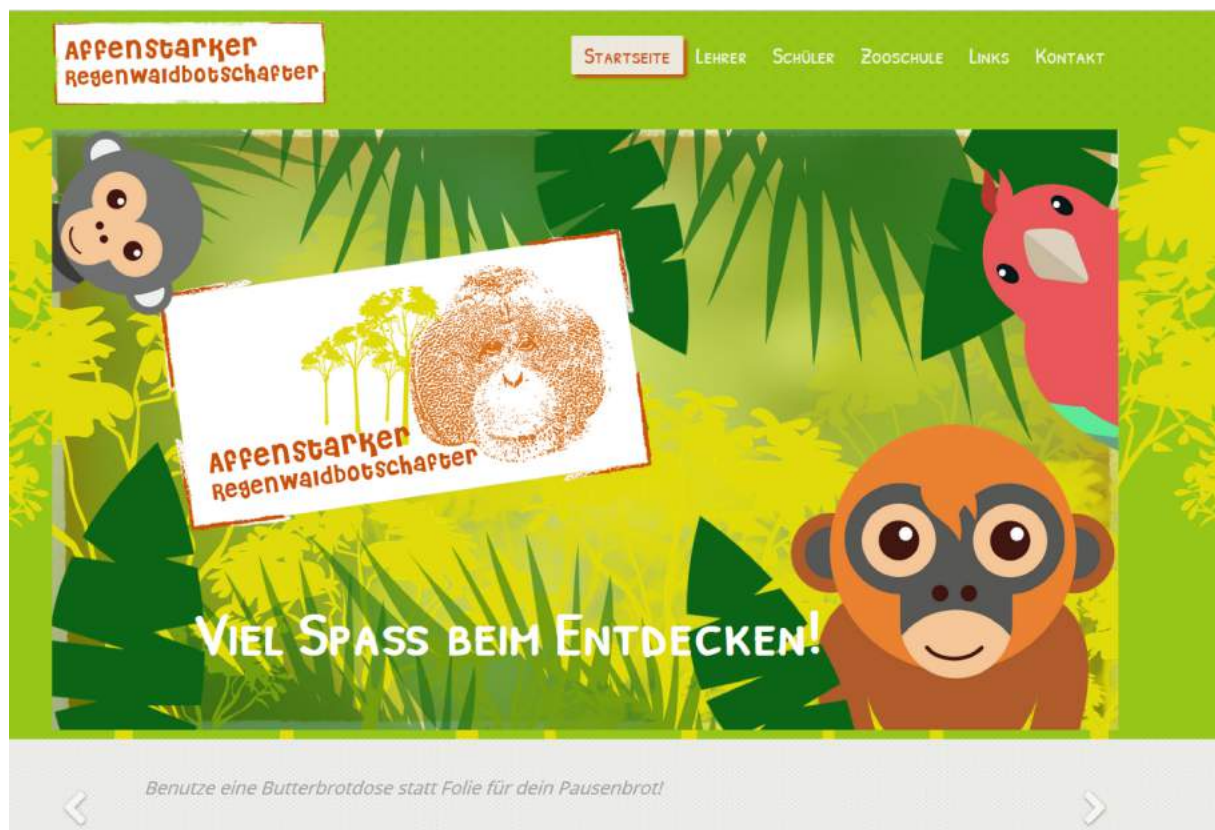 Affenstarker
Regenwaldbotschafter
Startseite Lehrer Schüler Zooschule Links Kontakt
Affenstarker
Regenwaldbotschafter
Viel Spass beim Entdecken!
Benutze eine Butterbrotdose statt Folie für dein Pausenbrot!